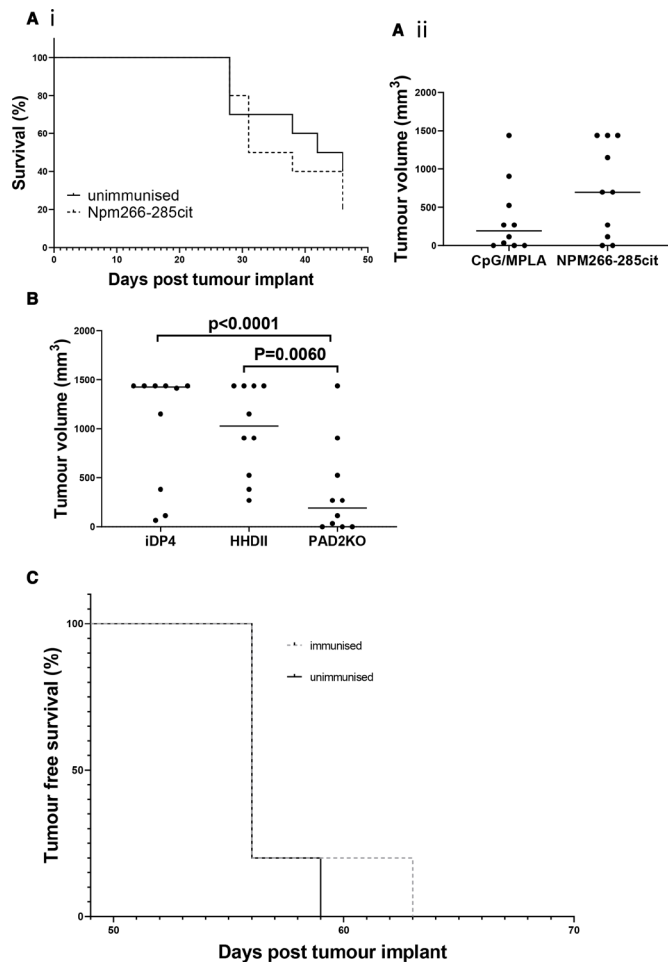 A i
100
80
60
40
20
0
0 10 20 30 40 50
Survival (%)
unimmunised
Npm266-285cit
Days post tumour implant
A ii
Tumour volume (mm3)
2000
1500
1000
500
0
CpG/MPLA NPM266-285cit
B
p<0.0001
P=0.0060
Tumour volume (mm3)
2000
1500
1000
500
0
iDP4 HHDII PAD2KO
C
Tumour free survival (%)
100
50
0
immunised
unimmunised
50 60 70
Days post tumour implant